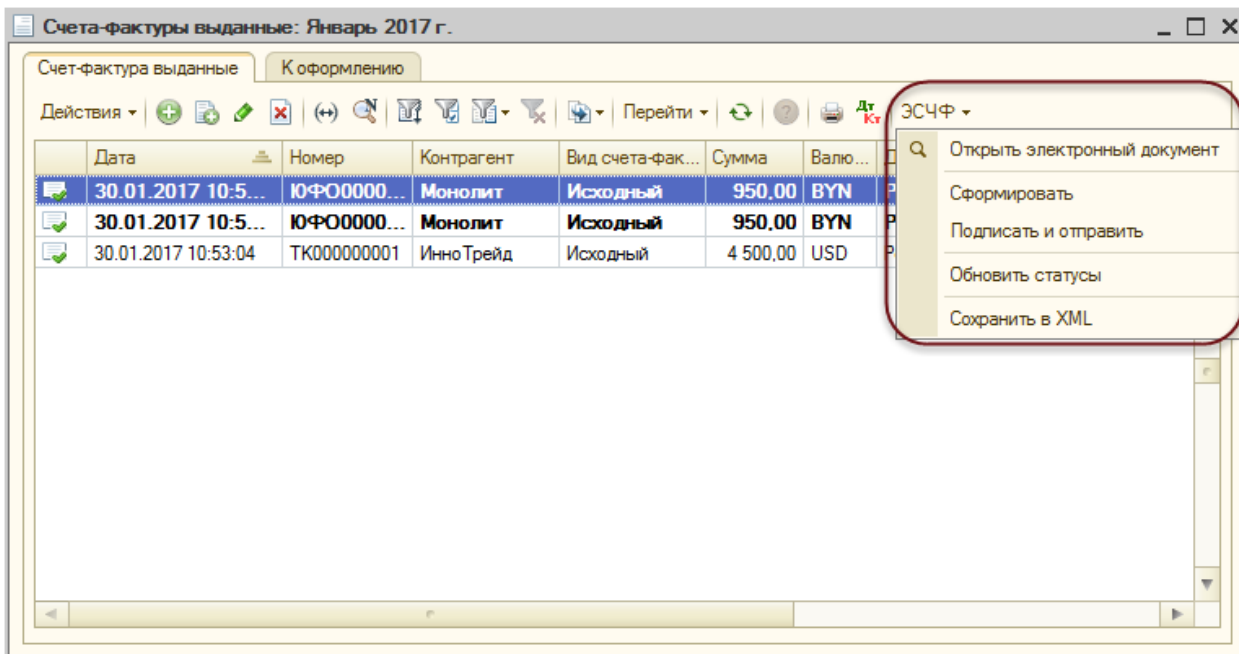 Счета-фактуры выданные: Январь 2017 г.
Счет-фактура выданные К оформлению
Действия Перейти Дт Кт ЭСЧФ
Дата Номер Контрагент Вид счета-фак... Сумма Валю...
30.01.2017 10:5... ЮФО0000... Монолит Исходный 950,00 BYN
30.01.2017 10:5... ЮФО0000... Монолит Исходный 950,00 BYN
30.01.2017 10:53:04 ТК000000001 ИнноТрейд Исходный 4 500,00 USD
Открыть электронный документ
Сформировать
Подписать и отправить
Обновить статусы
Сохранить в XML